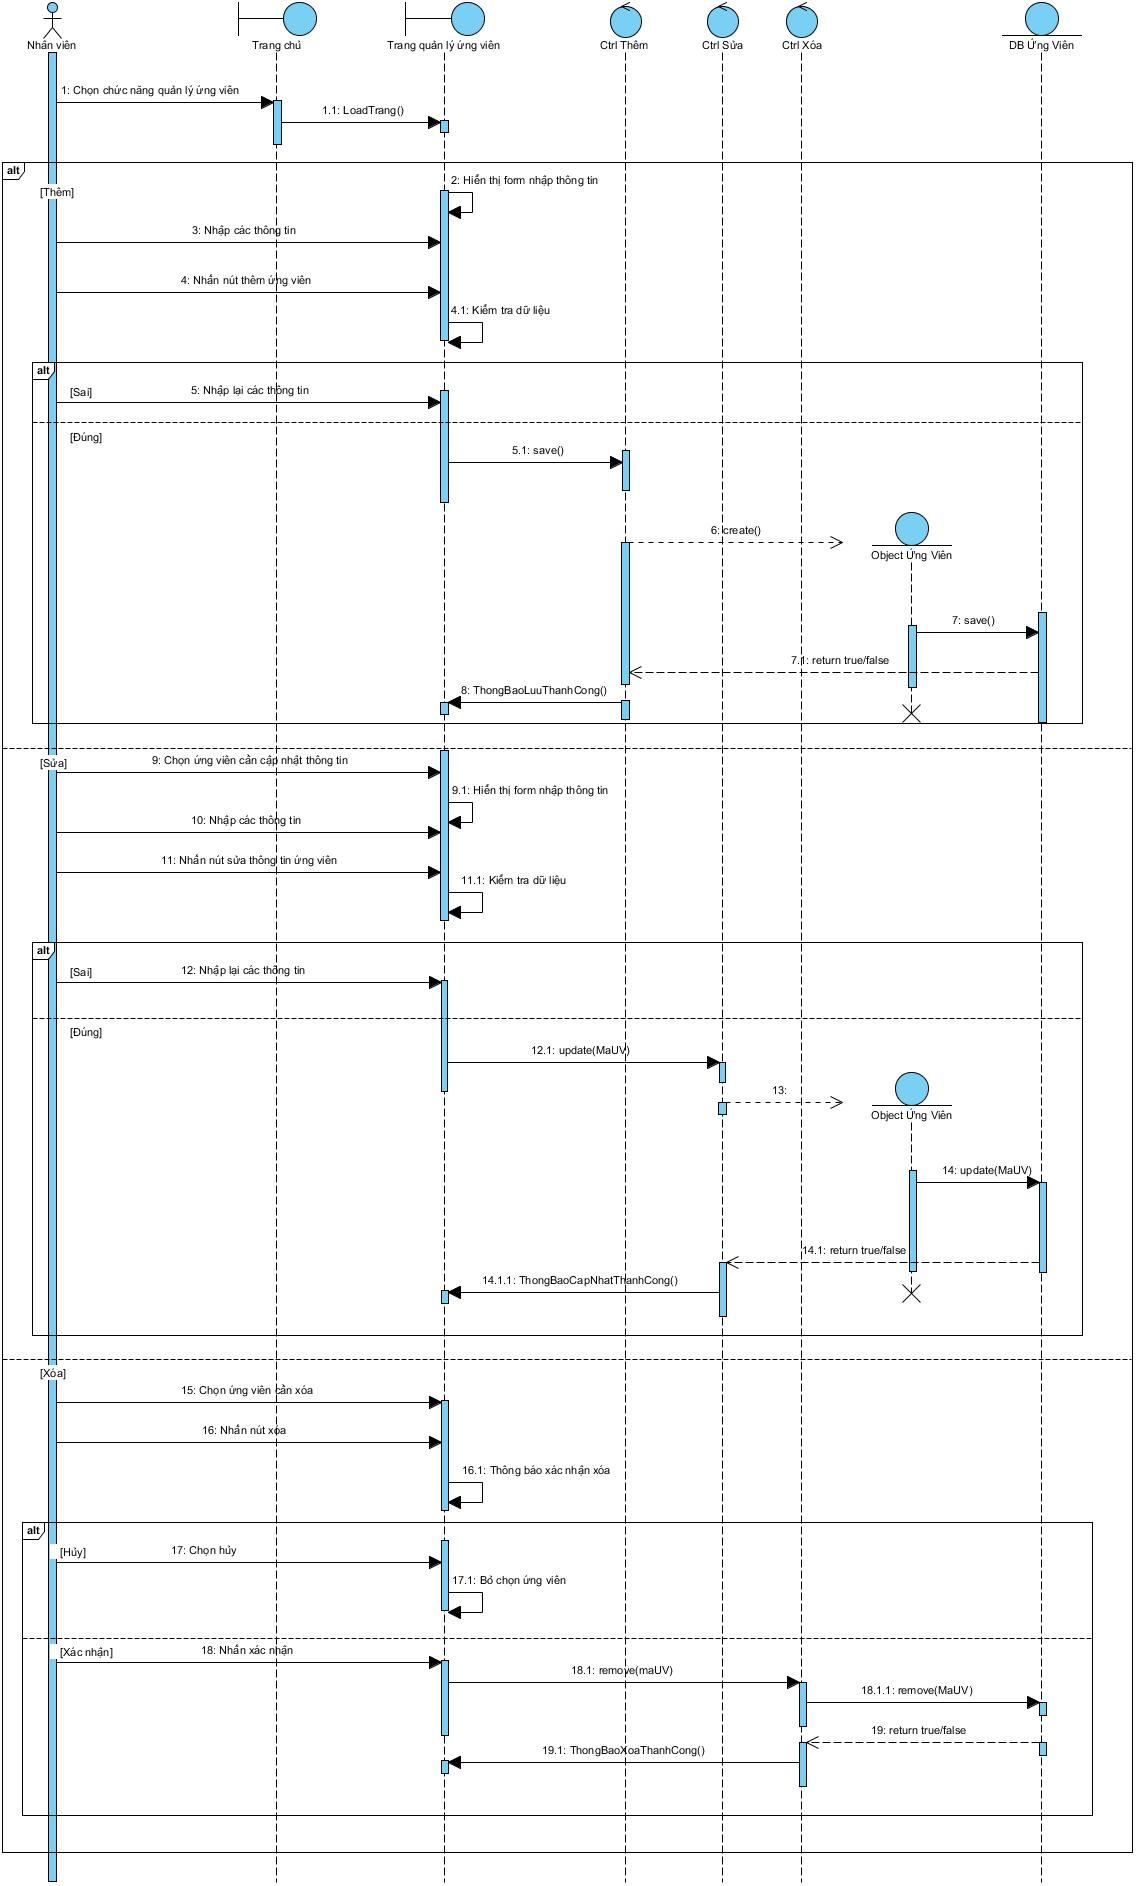 Nhân viên
Trang chủ
Trang quản lý ứng viên
Ctrl Thêm
Ctrl Sửa
Ctrl Xóa
DB Ứng Viên
1: Chọn chức năng quản lý ứng viên
1.1: LoadTrang()
alt
[Thêm]
2: Hiển thị form nhập thông tin
3: Nhập các thông tin
4: Nhấn nút thêm ứng viên
4.1: Kiểm tra dữ liệu
alt
[Sai]
5: Nhập lại các thông tin
[Đúng]
5.1: save()
6: create()
Object Ứng Viên
7: save()
7.1: return true/false
8: ThongBaoLuuThanhCong()
[Sửa]
9: Chọn ứng viên cần cập nhật thông tin
9.1: Hiển thị form nhập thông tin
10: Nhập các thông tin
11: Nhấn nút sửa thông tin ứng viên
11.1: Kiểm tra dữ liệu
alt
[Sai]
12: Nhập lại các thông tin
[Đúng]
12.1: update(MaUV)
13:
Object Ứng Viên
14: update(MaUV)
14.1: return true/false
14.1.1: ThongBaoCapNhatThanhCong()
[Xóa]
15: Chọn ứng viên cần xóa
16: Nhấn nút xóa
16.1: Thông báo xác nhận xóa
alt
[Hủy]
17: Chọn hủy
17.1: Bỏ chọn ứng viên
[Xác nhận]
18: Nhấn xác nhận
18.1: remove(maUV)
18.1.1: remove(MaUV)
19: return true/false
19.1: ThongBaoXoaThanhCong()